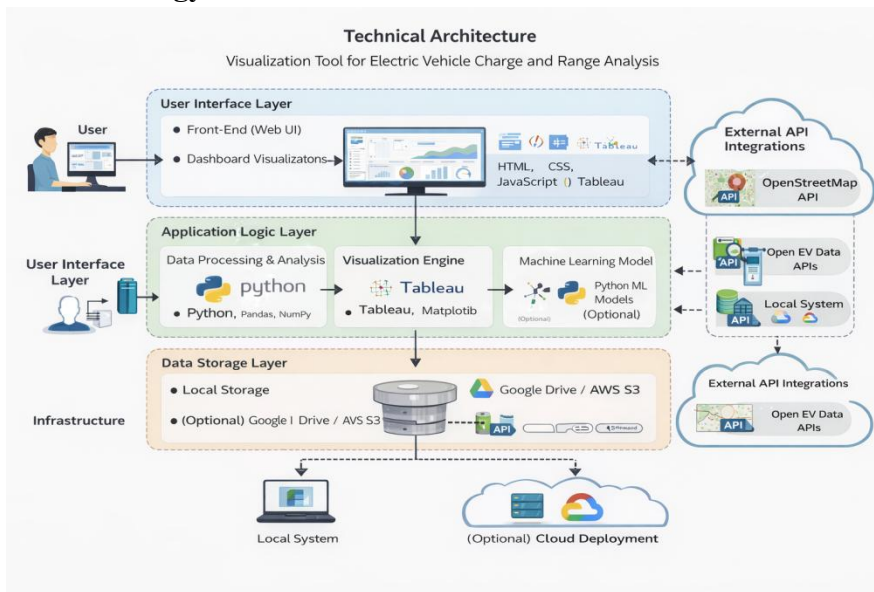 Technical Architecture
Visualization Tool for Electric Vehicle Charge and Range Analysis
User
User Interface Layer
• Front-End (Web UI)
• Dashboard Visualizatons
Tableau
HTML, CSS,
JavaScript () Tableau
External API
Integrations
API
OpenStreetMap
API
Application Logic Layer
User Interface
Layer
Data Processing & Analysis
python
• Python, Pandas, NumPy
Visualization Engine
Tableau
• Tableau, Matplotib
Machine Learning Model
(Optional)
Python ML
Models
(Optional)
API
Open EV Data
APIs
API
Local System
Data Storage Layer
• Local Storage
• (Optional) Google | Drive / AVS S3
Google Drive / AWS S3
API
Infrastructure
External API Integrations
API
Open EV Data
APIs
Local System
(Optional) Cloud Deployment